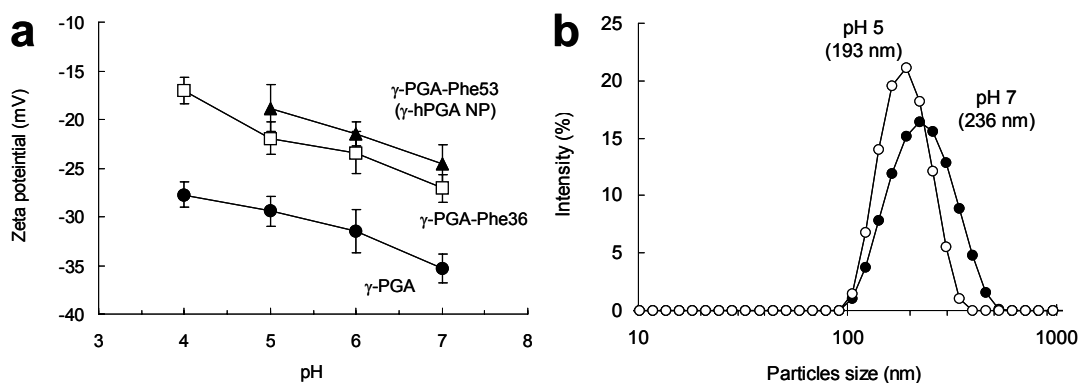 a
-10
-15
-20
-25
-30
-35
-40
Zeta poteintial (mV)
3
4
5
6
7
8
pH
γ-PGA-Phe53
(γ-hPGA NP)
γ-PGA-Phe36
γ-PGA
b
25
20
15
10
5
0
Intensity (%)
10
100
1000
Particles size (nm)
pH 5
(193 nm)
pH 7
(236 nm)